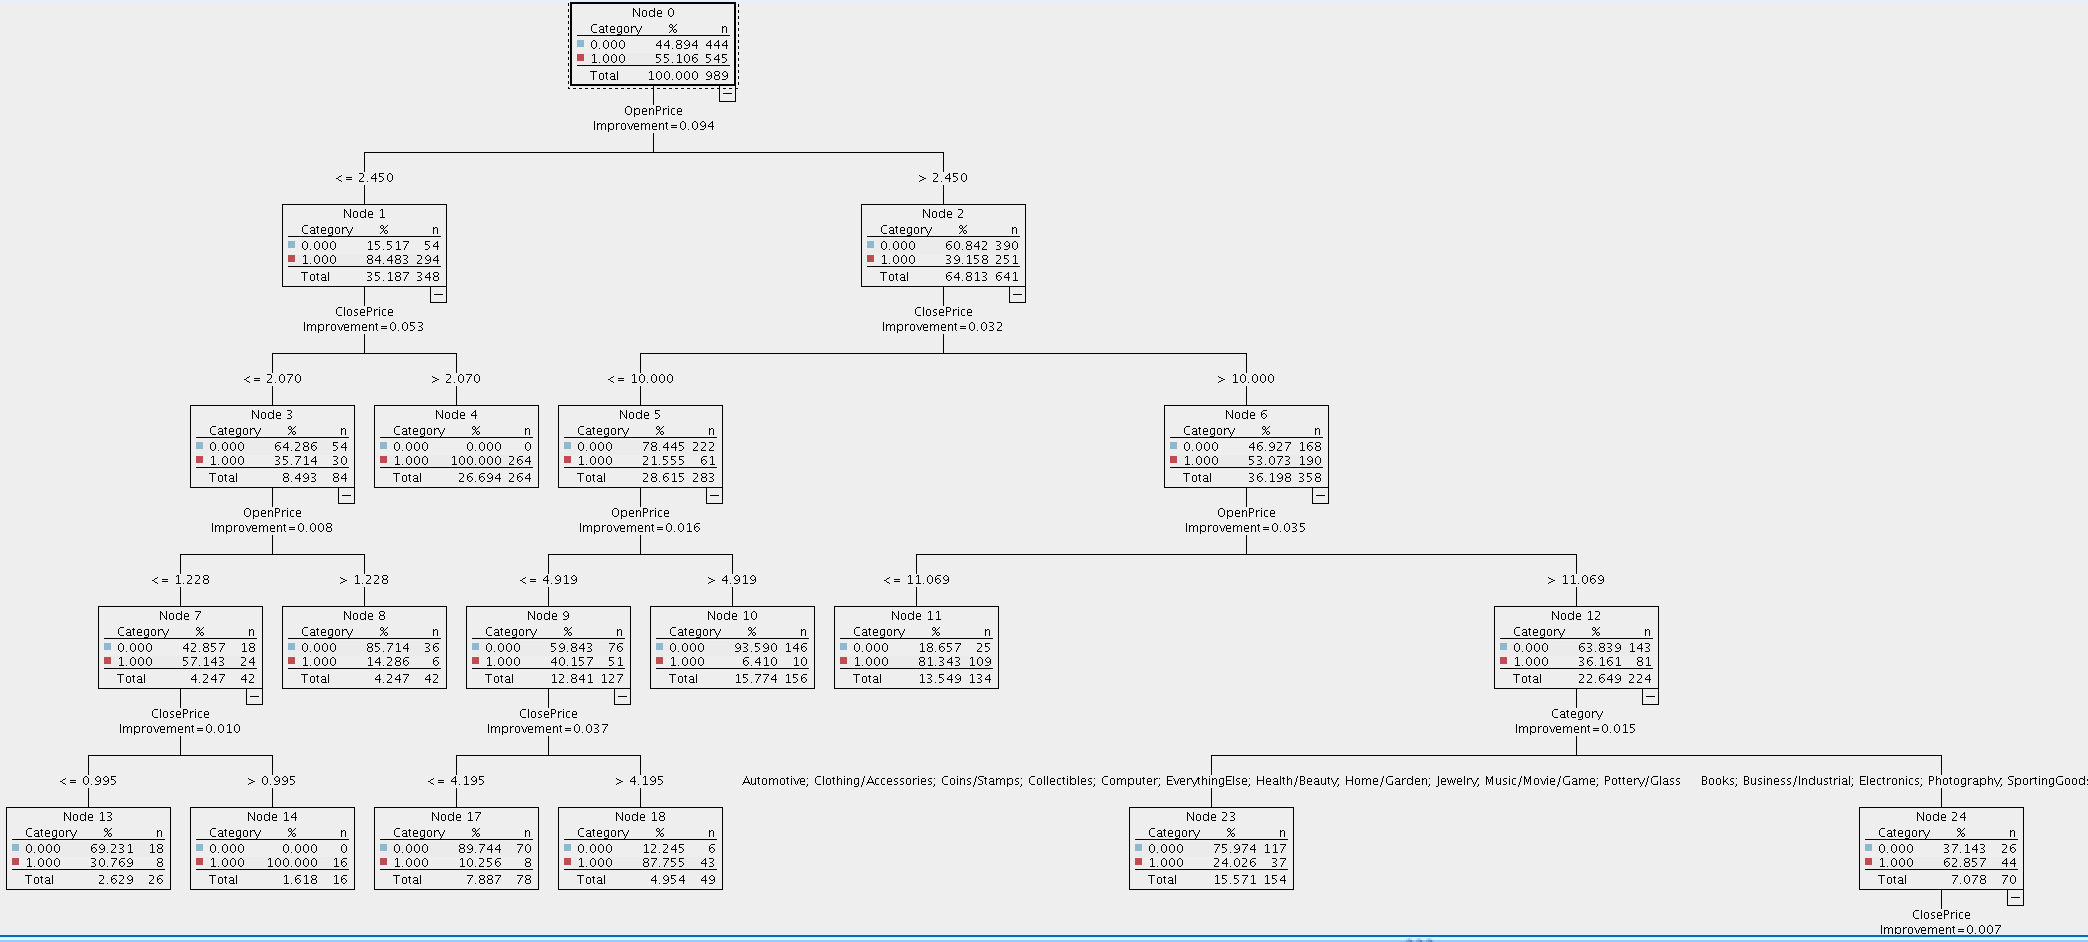 Node 0
Category % n
0.000 44.894 444
1.000 55.106 545
Total 100.000 989
OpenPrice
Improvement=0.094
<= 2.450
> 2.450
Node 1
Category % n
0.000 15.517 54
1.000 84.483 294
Total 35.187 348
Node 2
Category % n
0.000 60.842 390
1.000 39.158 251
Total 64.813 641
ClosePrice
Improvement=0.053
ClosePrice
Improvement=0.032
<= 2.070
> 2.070
<= 10.000
> 10.000
Node 3
Category % n
0.000 64.286 54
1.000 35.714 30
Total 8.493 84
Node 4
Category % n
0.000 0.000 0
1.000 100.000 264
Total 26.694 264
Node 5
Category % n
0.000 78.445 222
1.000 21.555 61
Total 28.615 283
Node 6
Category % n
0.000 46.927 168
1.000 53.073 190
Total 36.198 358
OpenPrice
Improvement=0.008
OpenPrice
Improvement=0.016
OpenPrice
Improvement=0.035
<= 1.228
> 1.228
<= 4.919
> 4.919
<= 11.069
> 11.069
Node 7
Category % n
0.000 42.857 18
1.000 57.143 24
Total 4.247 42
Node 8
Category % n
0.000 85.714 36
1.000 14.286 6
Total 4.247 42
Node 9
Category % n
0.000 59.843 76
1.000 40.157 51
Total 12.841 127
Node 10
Category % n
0.000 93.590 146
1.000 6.410 10
Total 15.774 156
Node 11
Category % n
0.000 18.657 25
1.000 81.343 109
Total 13.549 134
Node 12
Category % n
0.000 63.839 143
1.000 36.161 81
Total 22.649 224
ClosePrice
Improvement=0.010
ClosePrice
Improvement=0.037
Category
Improvement=0.015
<= 0.995
> 0.995
<= 4.195
> 4.195
Automotive; Clothing/Accessories; Coins/Stamps; Collectibles; Computer; EverythingElse; Health/Beauty; Home/Garden; Jewelry; Music/Movie/Game; Pottery/Glass
Books; Business/Industrial; Electronics; Photography; SportingGoods
Node 13
Category % n
0.000 69.231 18
1.000 30.769 8
Total 2.629 26
Node 14
Category % n
0.000 0.000 0
1.000 100.000 16
Total 1.618 16
Node 17
Category % n
0.000 89.744 70
1.000 10.256 8
Total 7.887 78
Node 18
Category % n
0.000 12.245 6
1.000 87.755 43
Total 4.954 49
Node 23
Category % n
0.000 75.974 117
1.000 24.026 37
Total 15.571 154
Node 24
Category % n
0.000 37.143 26
1.000 62.857 44
Total 7.078 70
ClosePrice
Improvement=0.007